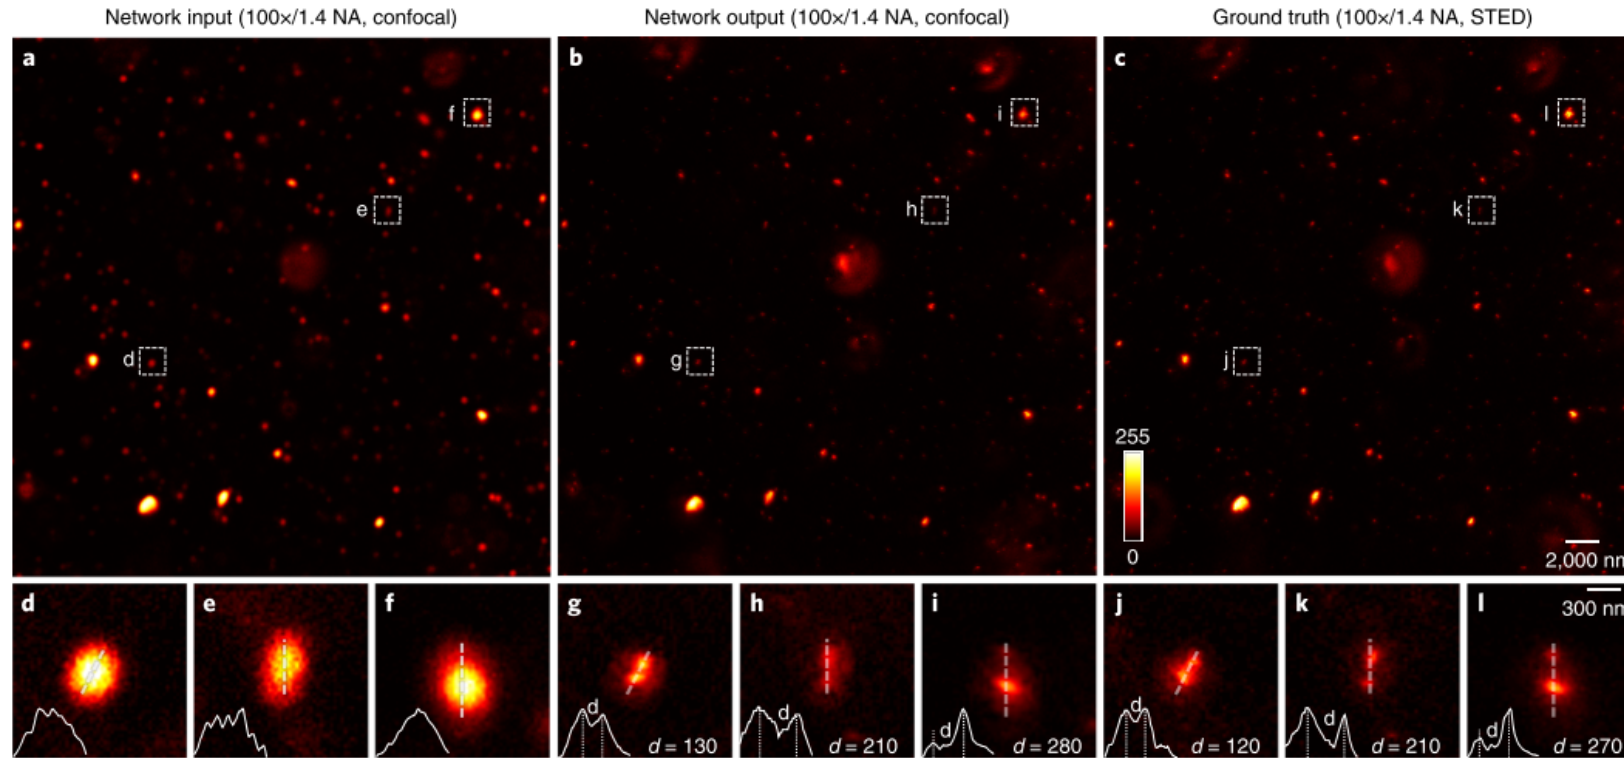 Network input (100×/1.4 NA, confocal)
Network output (100×/1.4 NA, confocal)
Ground truth (100×/1.4 NA, STED)
a
b
c
f
i
l
e
h
k
d
g
j
255
0
2,000 nm
d
e
f
g
h
i
j
k
l
300 nm
d
d
d
d
d
d
d = 130
d = 210
d = 280
d = 120
d = 210
d = 270